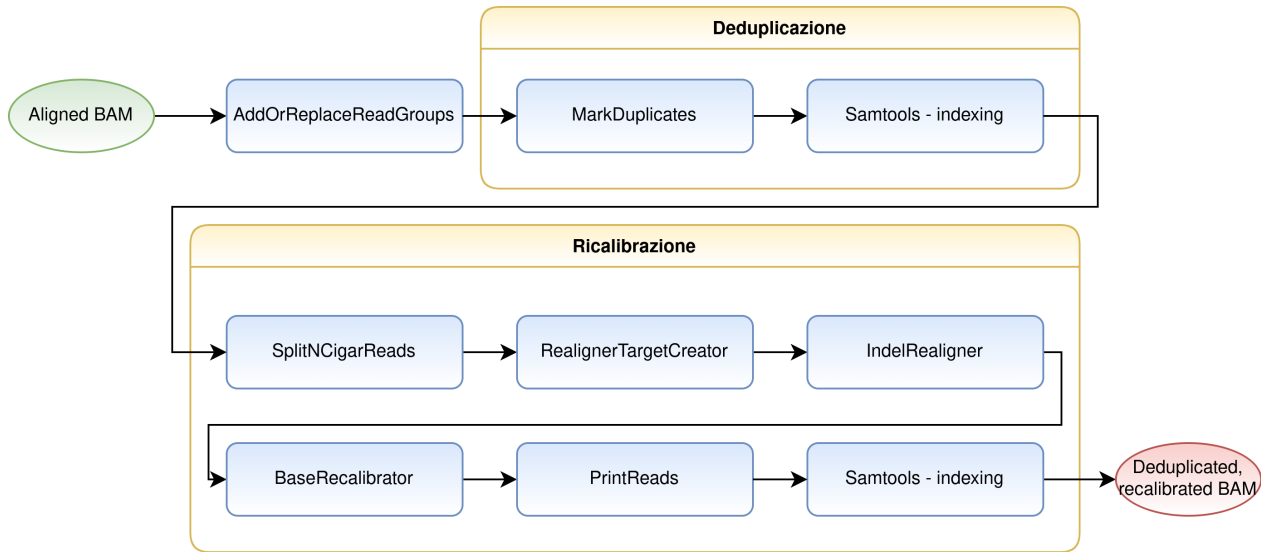 Deduplicazione
Aligned BAM
AddOrReplaceReadGroups
MarkDuplicates
Samtools - indexing
Ricalibrazione
SplitNCigarReads
RealignerTargetCreator
IndelRealigner
BaseRecalibrator
PrintReads
Samtools - indexing
Deduplicated,
recalibrated BAM